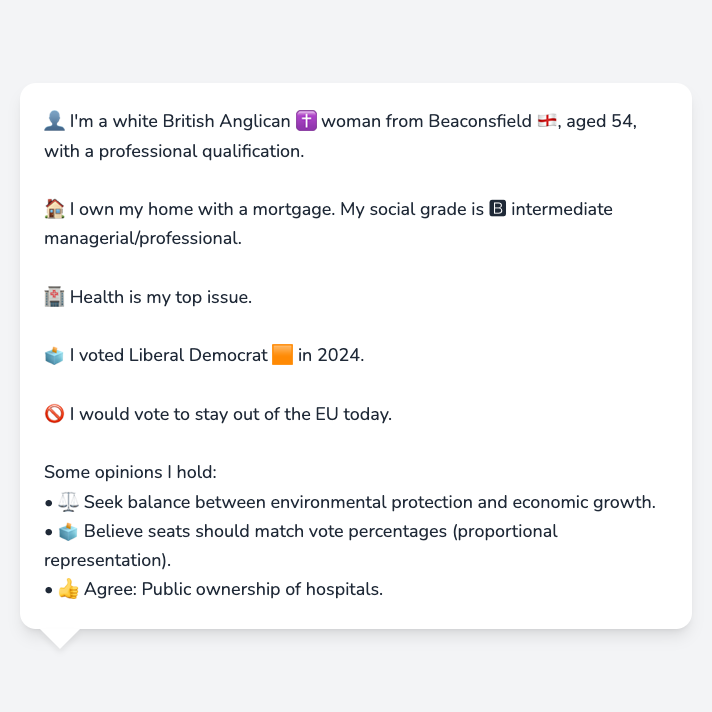 👤 I'm a white British Anglican ✝️ woman from Beaconsfield 🏴󠁧󠁢󠁥󠁮󠁧󠁿, aged 54,
with a professional qualification.
🏠 I own my home with a mortgage. My social grade is 🅱 intermediate
managerial/professional.
🏥 Health is my top issue.
🗳️ I voted Liberal Democrat 🟧 in 2024.
🚫 I would vote to stay out of the EU today.
Some opinions I hold:
• ⚖️ Seek balance between environmental protection and economic growth.
• 🗳️ Believe seats should match vote percentages (proportional
representation).
• 👍 Agree: Public ownership of hospitals.